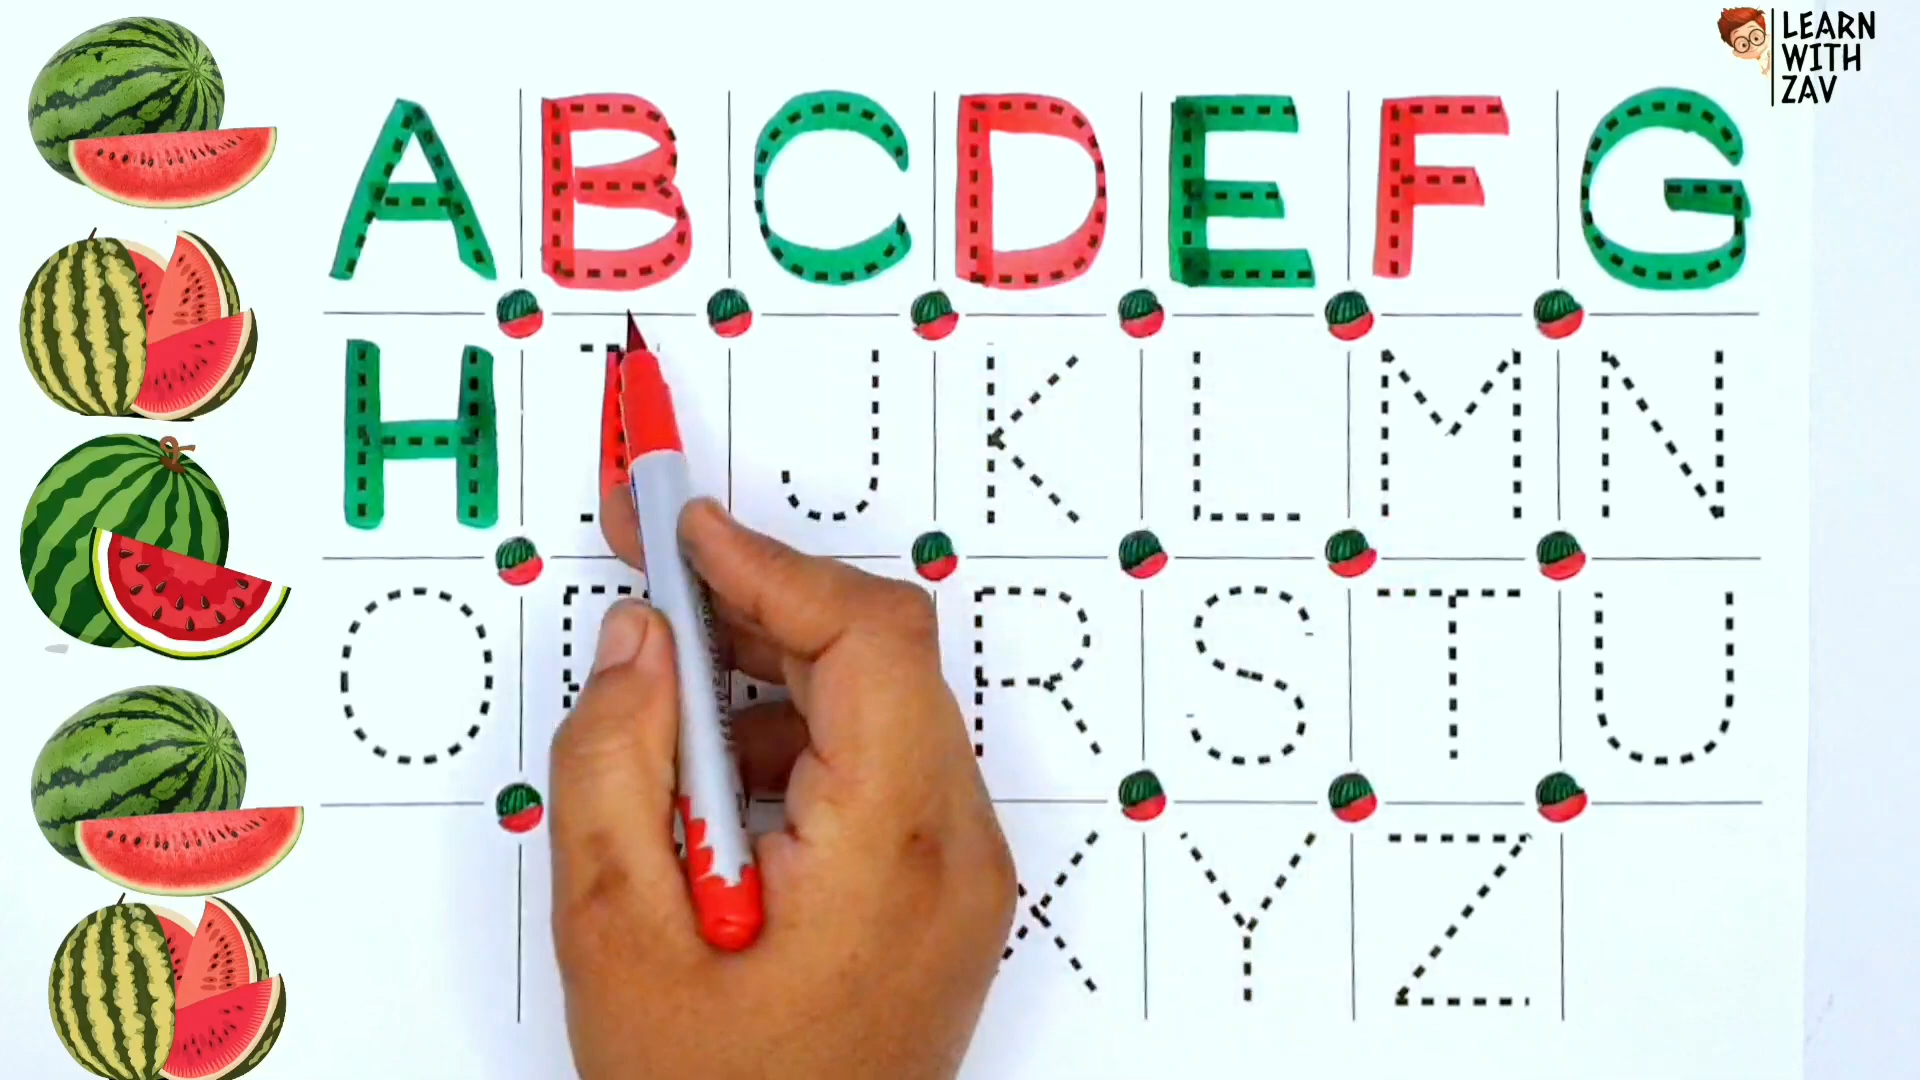 LEARN
WITH
ZAV
A B C D E F G
H I J K L M N
O P R S T U
X Y Z